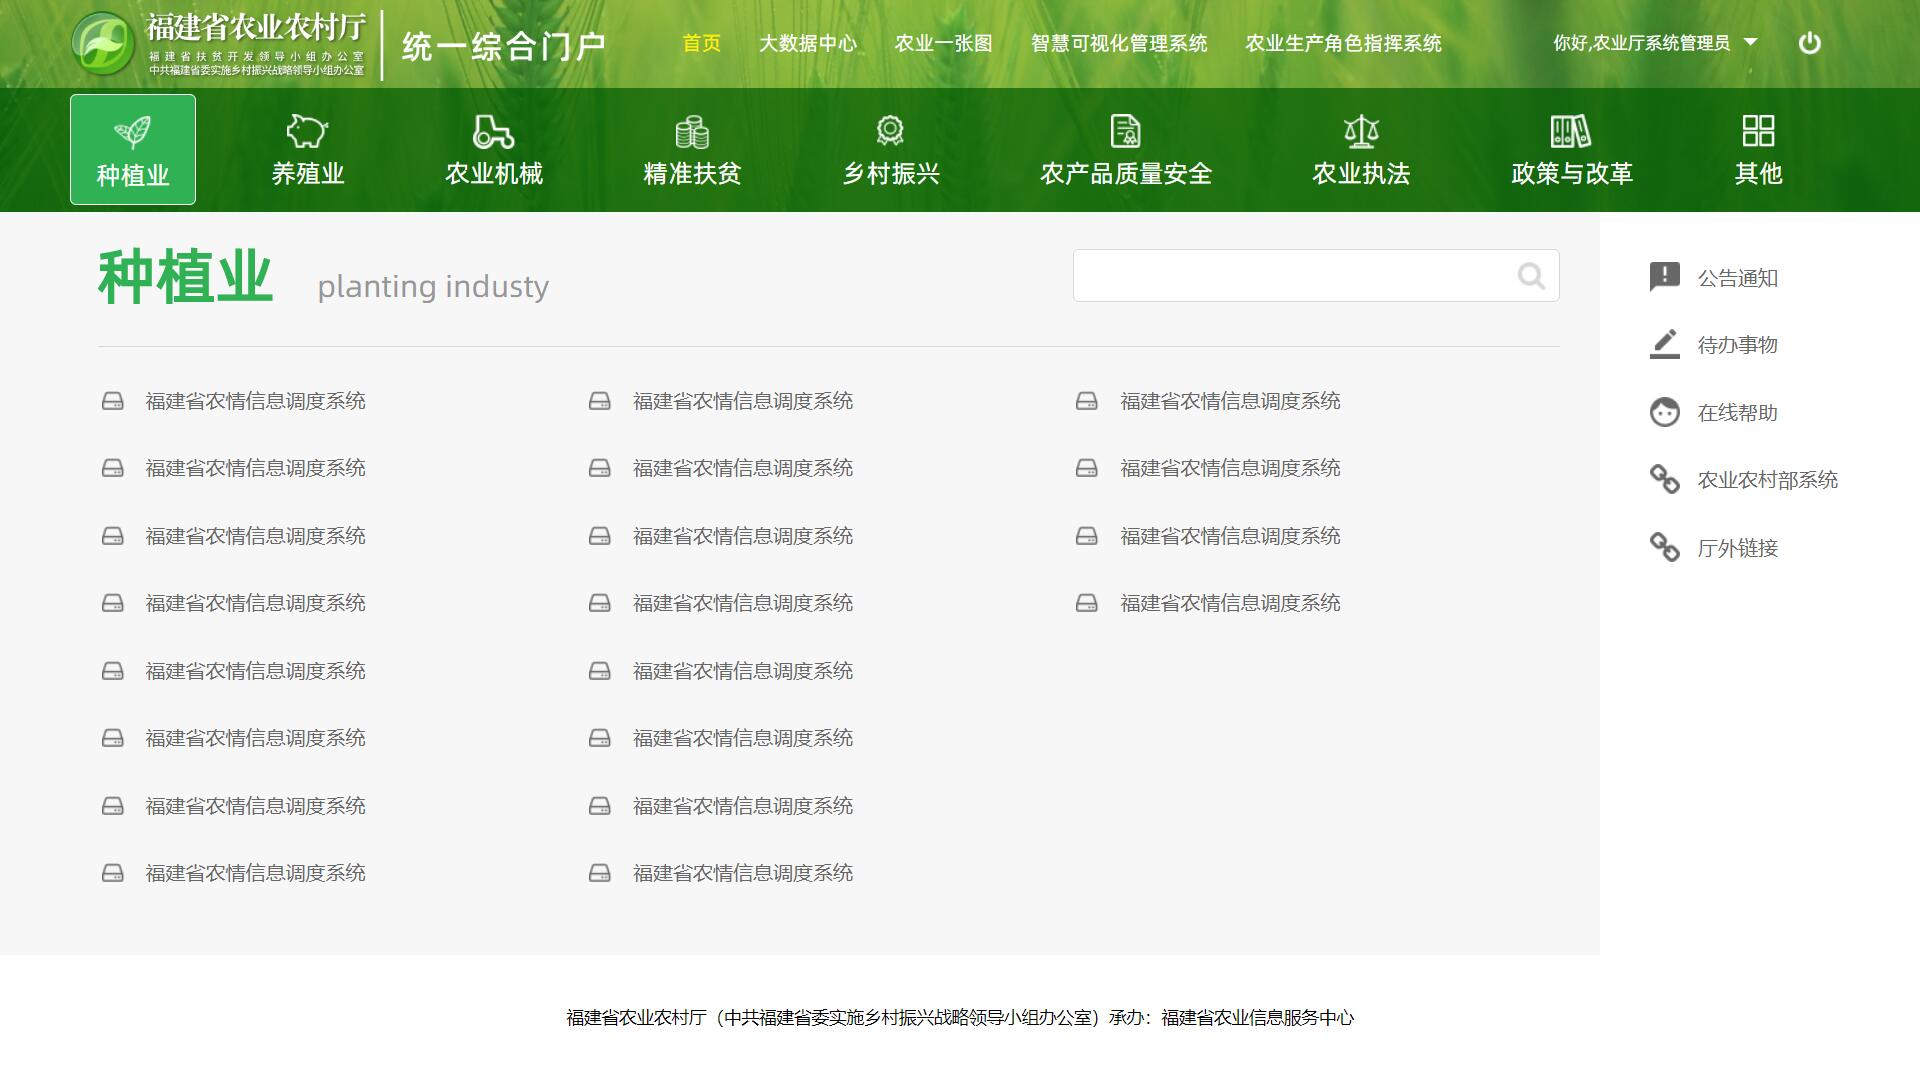 福建省农业农村厅
福建省扶贫开发领导小组办公室
中共福建省委实施乡村振兴战略领导小组办公室
统一综合门户
首页 大数据中心 农业一张图 智慧可视化管理系统 农业生产角色指挥系统
你好,农业厅系统管理员
种植业 养殖业 农业机械 精准扶贫 乡村振兴 农产品质量安全 农业执法 政策与改革 其他
种植业 planting industy
福建省农情信息调度系统 福建省农情信息调度系统 福建省农情信息调度系统
福建省农情信息调度系统 福建省农情信息调度系统 福建省农情信息调度系统
福建省农情信息调度系统 福建省农情信息调度系统 福建省农情信息调度系统
福建省农情信息调度系统 福建省农情信息调度系统 福建省农情信息调度系统
福建省农情信息调度系统 福建省农情信息调度系统
福建省农情信息调度系统 福建省农情信息调度系统
福建省农情信息调度系统 福建省农情信息调度系统
福建省农情信息调度系统 福建省农情信息调度系统
公告通知
待办事物
在线帮助
农业农村部系统
厅外链接
福建省农业农村厅（中共福建省委实施乡村振兴战略领导小组办公室）承办：福建省农业信息服务中心